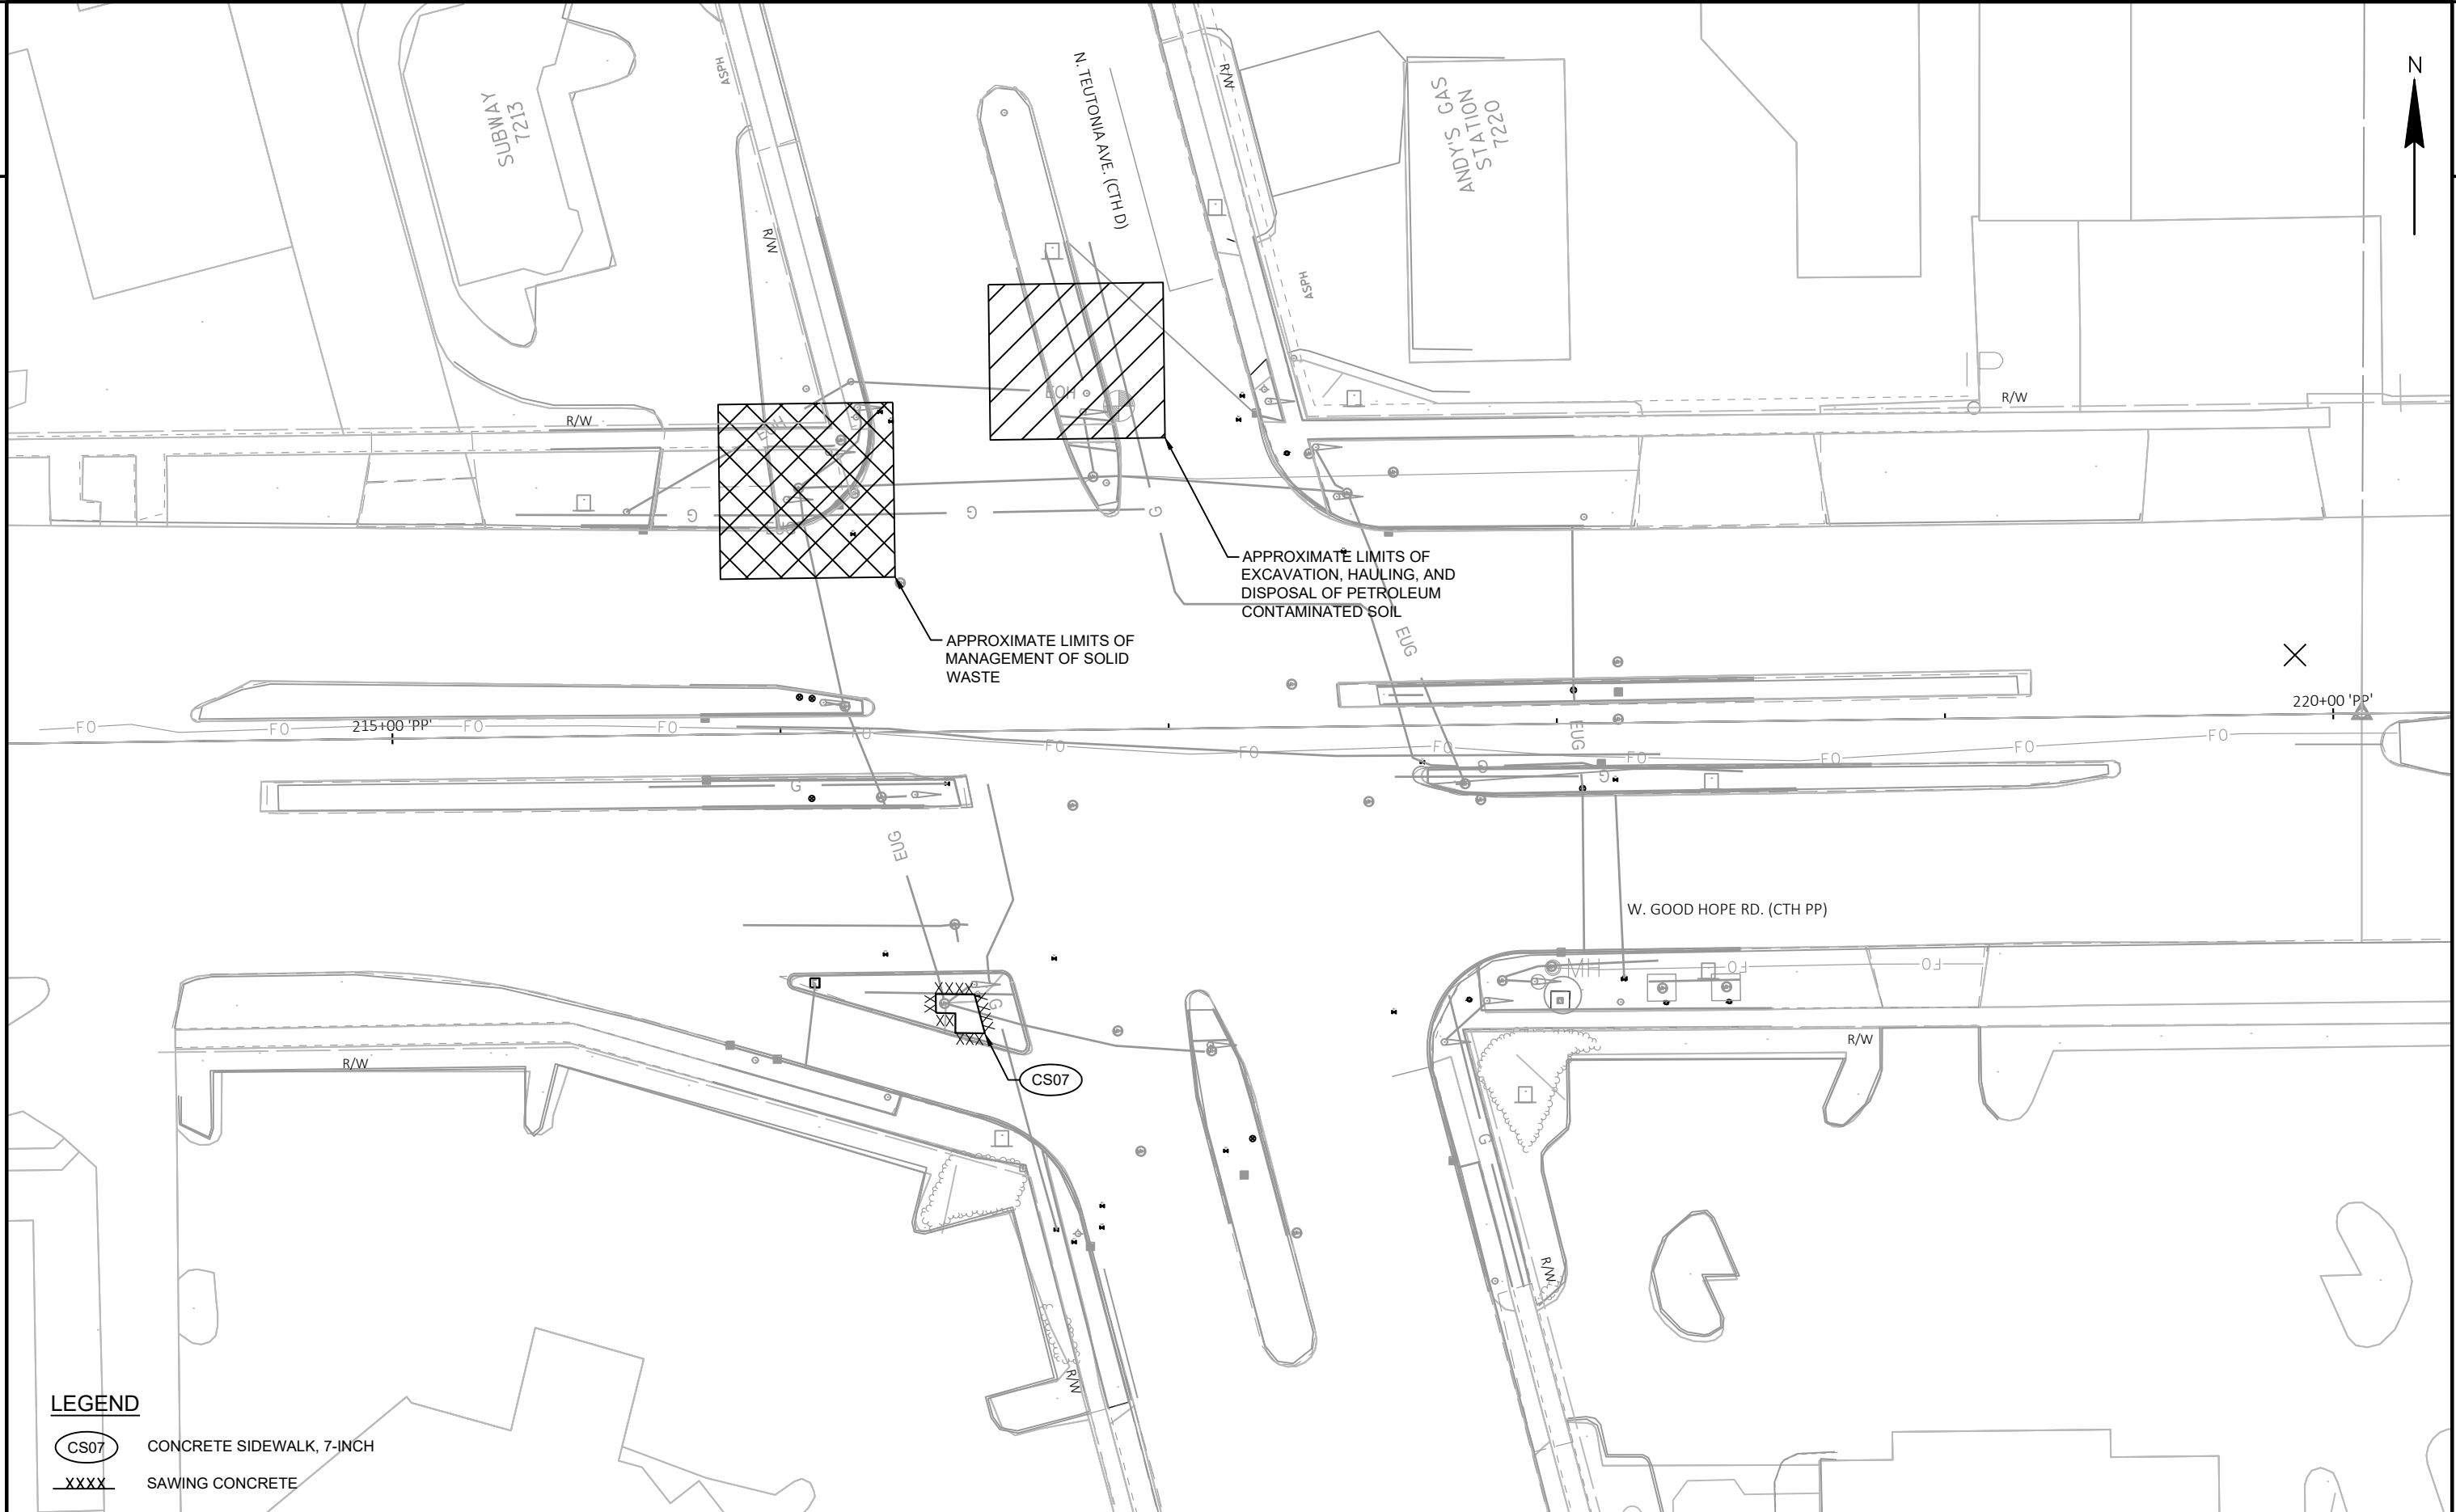 N
ASPH
SUBWAY
7213
R/W
N. TEUTONIA AVE. (CTH D)
R/W
ANDY'S GAS
STATION
7220
ASPH
R/W
R/W
EOH
G
G
G
EUG
APPROXIMATE LIMITS OF
EXCAVATION, HAULING, AND
DISPOSAL OF PETROLEUM
CONTAMINATED SOIL
APPROXIMATE LIMITS OF
MANAGEMENT OF SOLID
WASTE
EUG
220+00 'PP'
215+00 'PP'
FO
FO
FO
FO
FO
FO
FO
FO
FO
FO
FO
FO
EUG
G
G
G
EUG
W. GOOD HOPE RD. (CTH PP)
MH
FO
FO
G
R/W
R/W
CS07
G
R/W
R/W
LEGEND
CS07 CONCRETE SIDEWALK, 7-INCH
XXXX SAWING CONCRETE